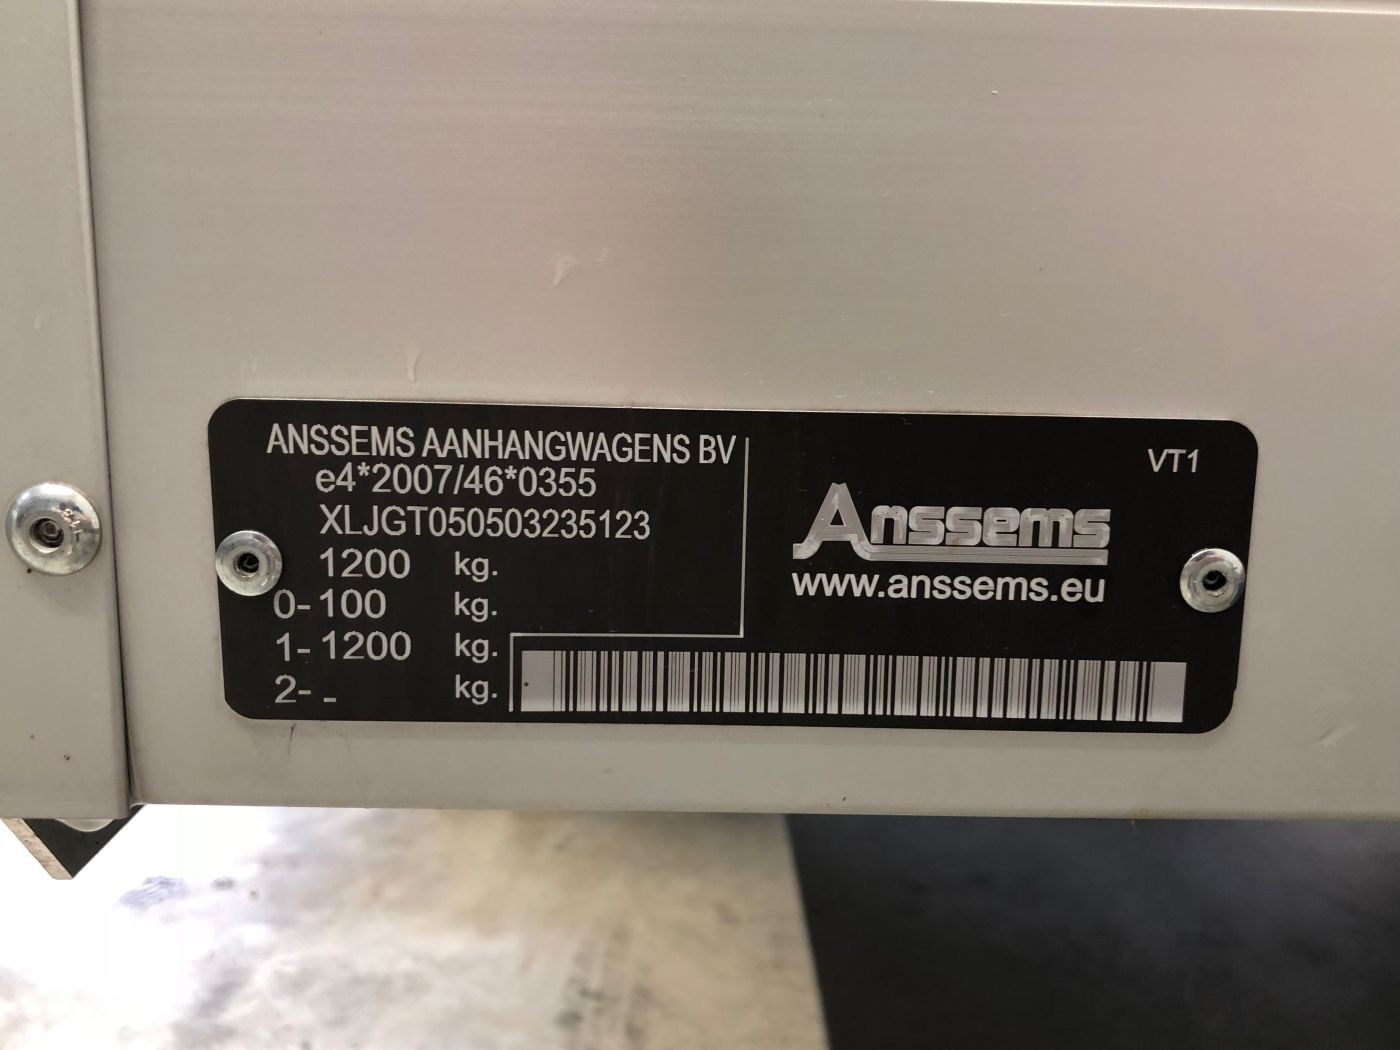 ANSSEMS AANHANGWAGENS BV
e4*2007/46*0355
XLJGT050503235123
1200 kg.
0- 100 kg.
1- 1200 kg.
2- - kg.
VT1
Anssems
www.anssems.eu